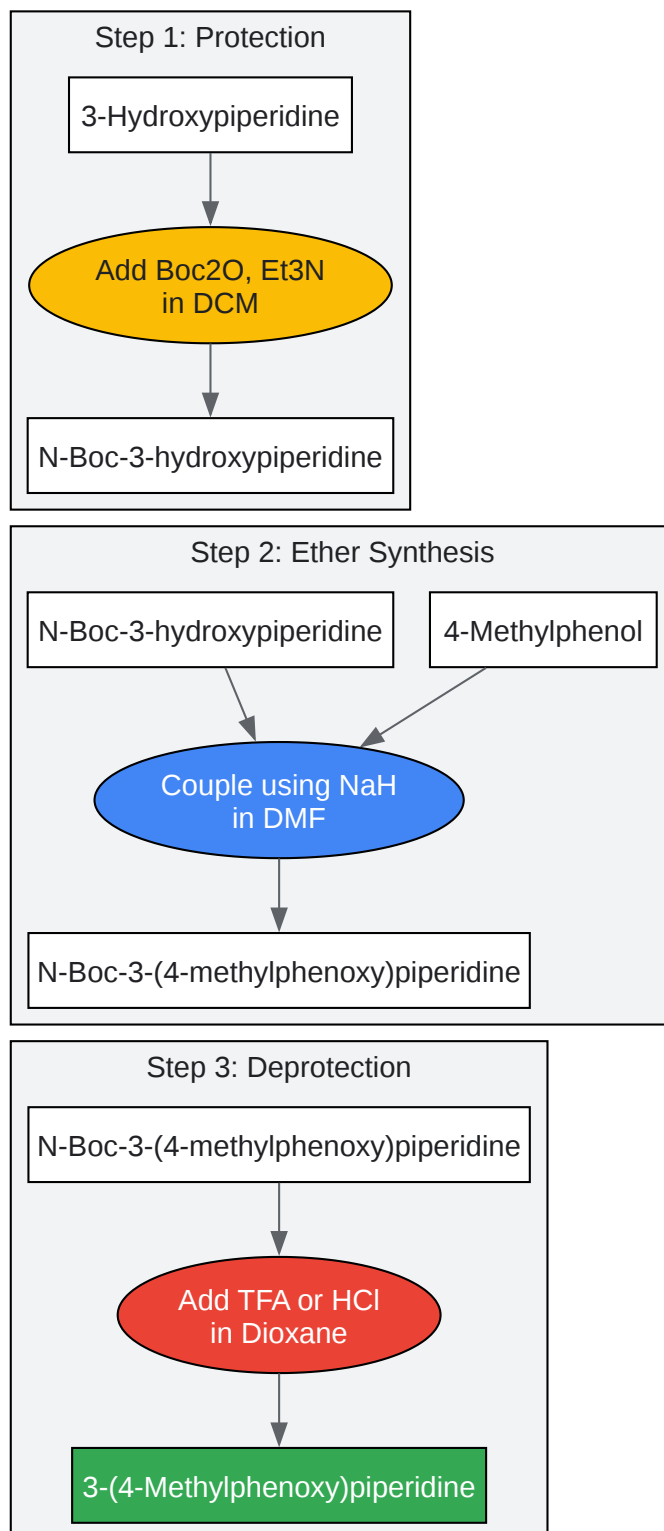 Step 1: Protection
3-Hydroxypiperidine
Add Boc2O, Et3N
in DCM
N-Boc-3-hydroxypiperidine
Step 2: Ether Synthesis
N-Boc-3-hydroxypiperidine
4-Methylphenol
Couple using NaH
in DMF
N-Boc-3-(4-methylphenoxy)piperidine
Step 3: Deprotection
N-Boc-3-(4-methylphenoxy)piperidine
Add TFA or HCl
in Dioxane
3-(4-Methylphenoxy)piperidine